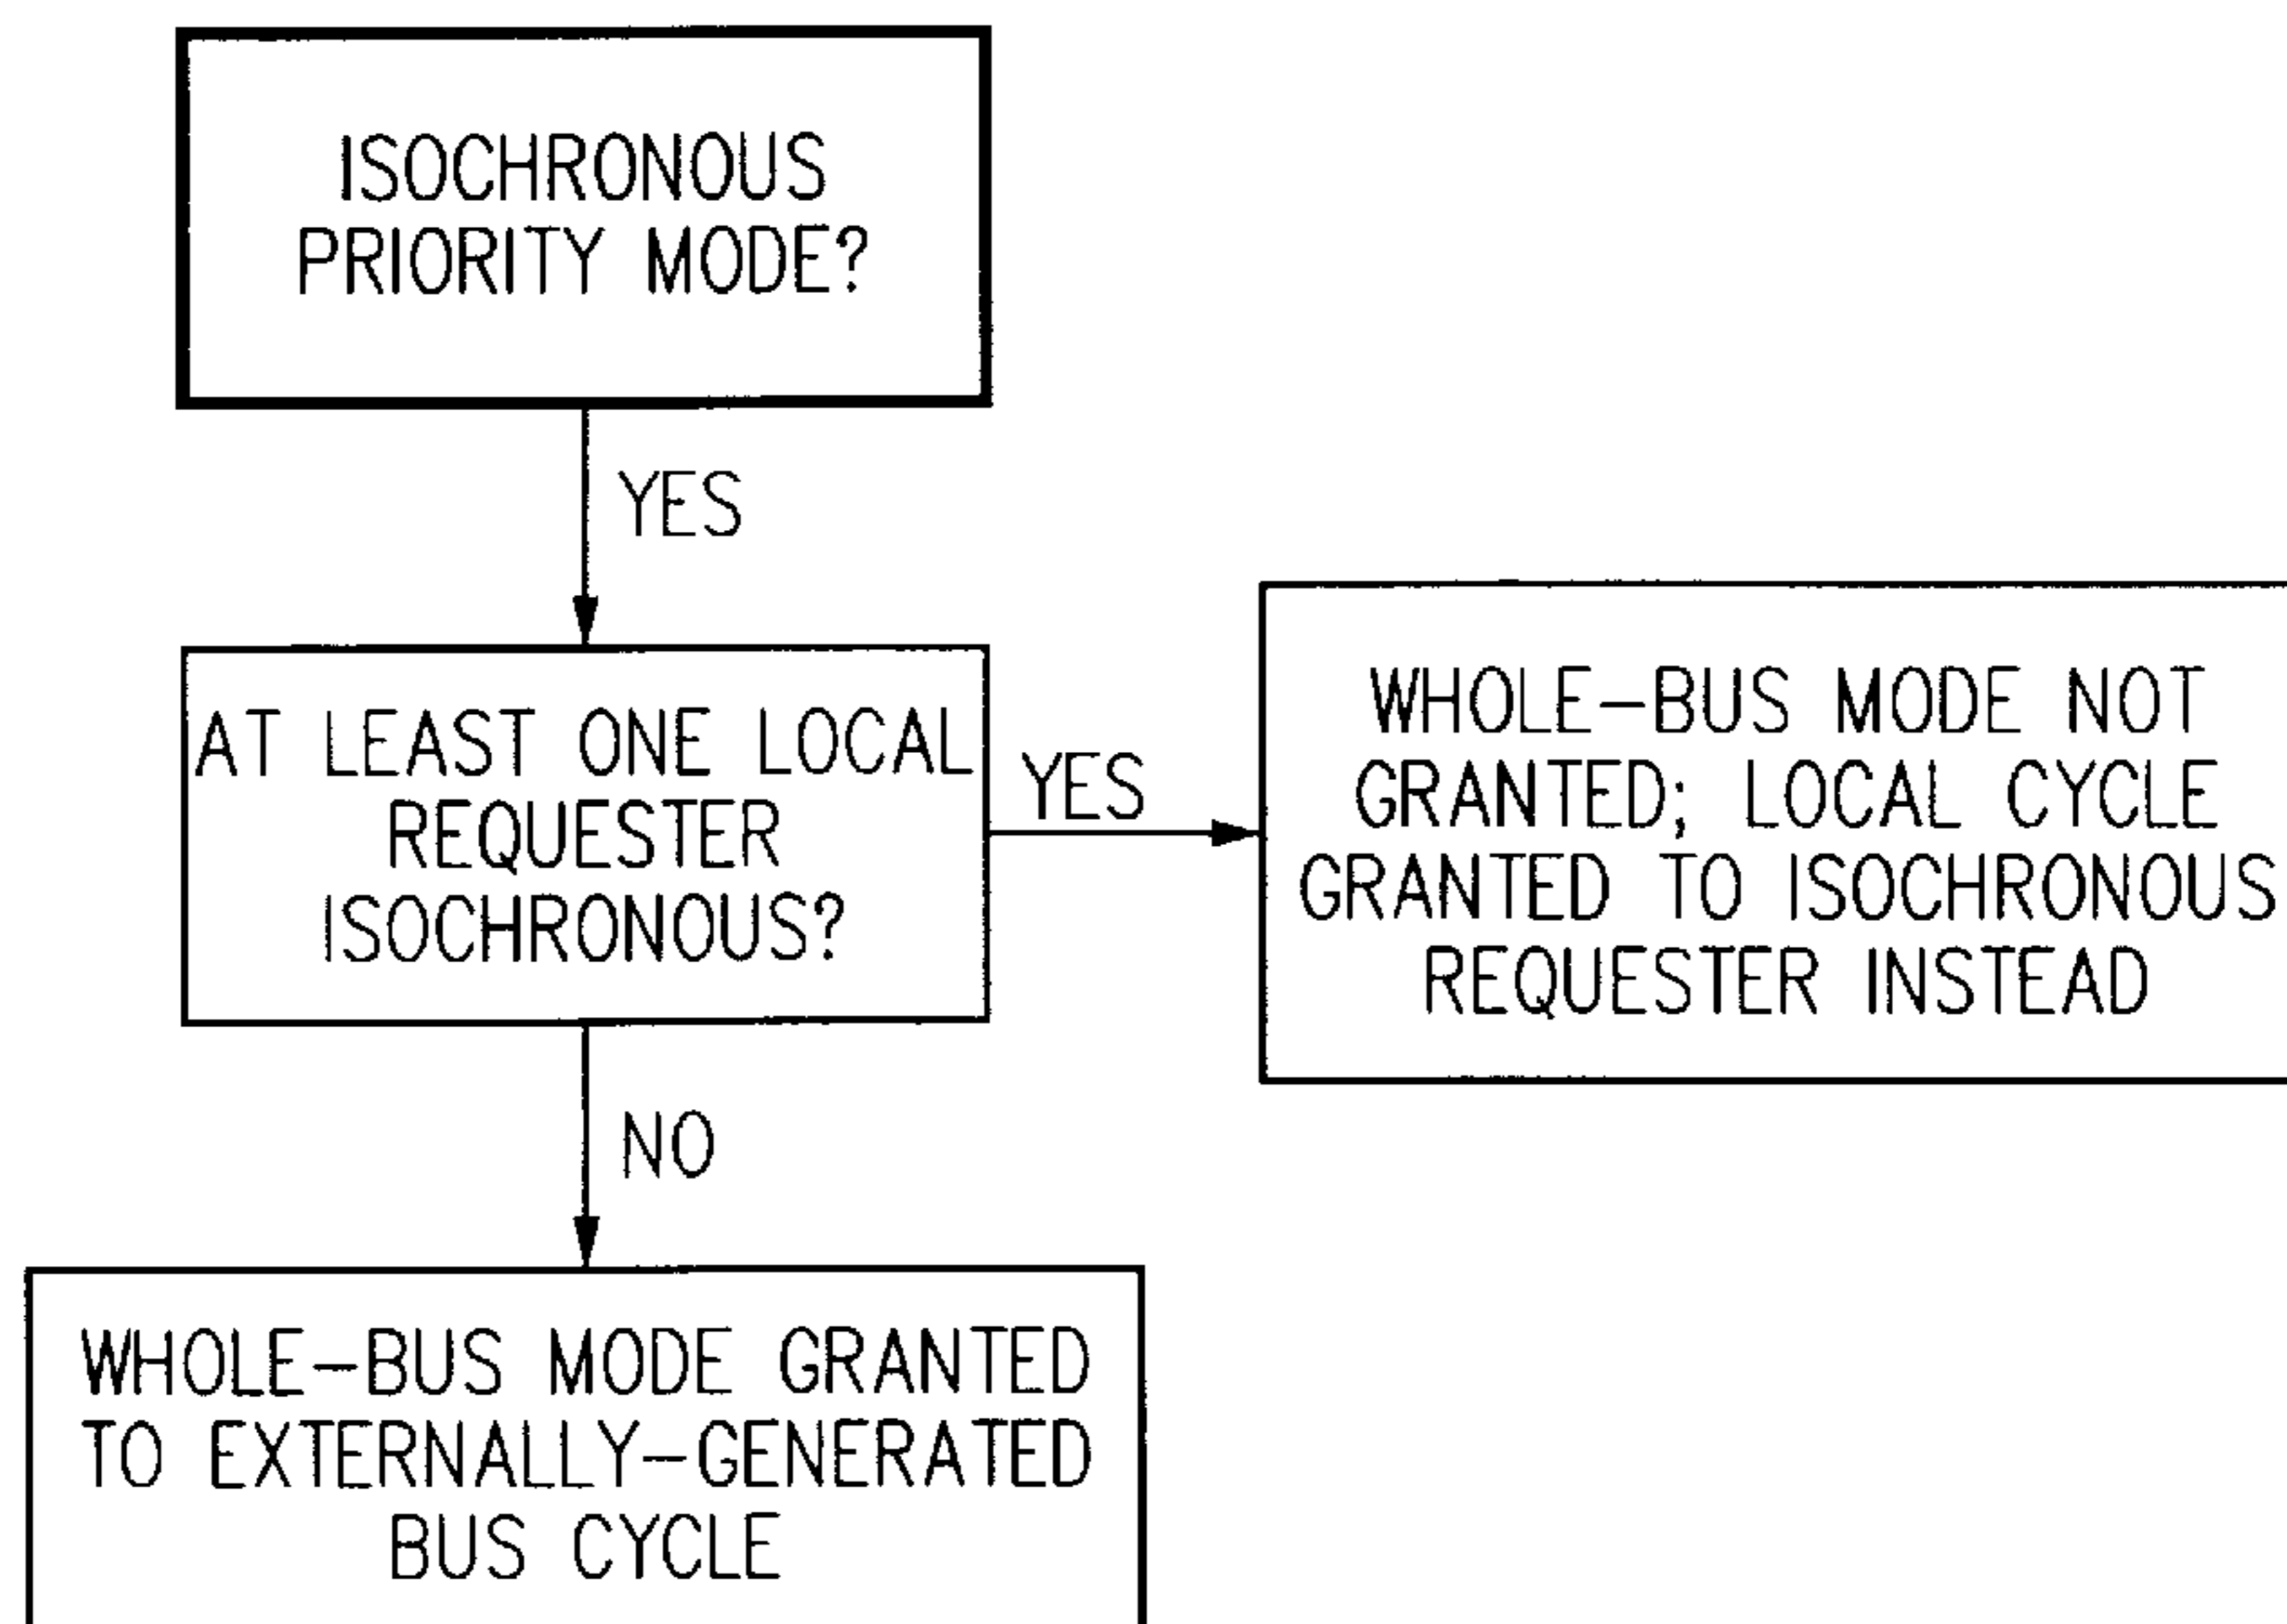 ISOCHRONOUS
PRIORITY MODE?
YES
AT LEAST ONE LOCAL
REQUESTER
ISOCHRONOUS?
YES
WHOLE-BUS MODE NOT
GRANTED; LOCAL CYCLE
GRANTED TO ISOCHRONOUS
REQUESTER INSTEAD
NO
WHOLE-BUS MODE GRANTED
TO EXTERNALLY-GENERATED
BUS CYCLE